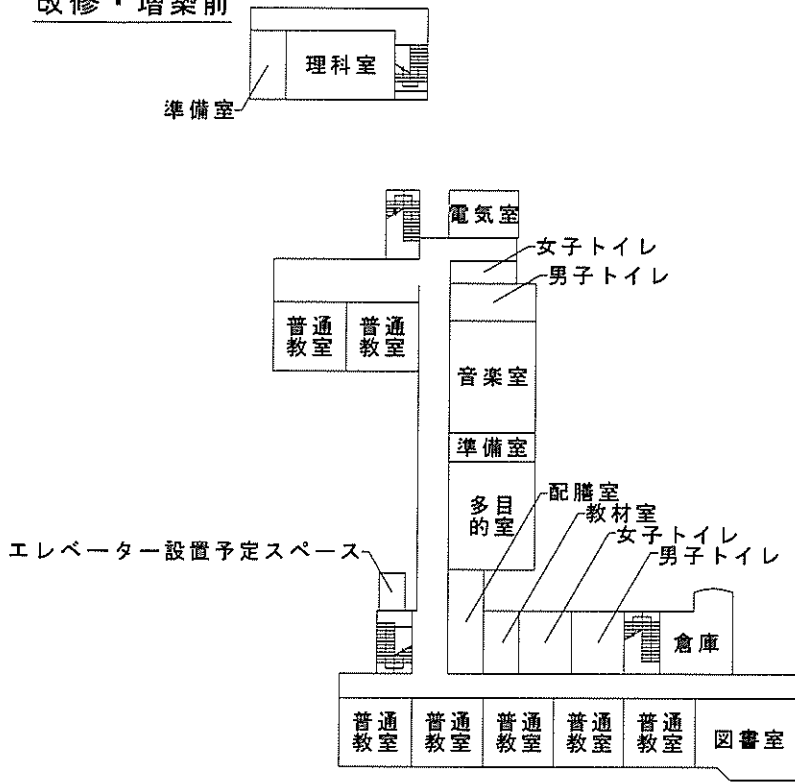 改修・増築前
理科室
準備室
電気室
女子トイレ
男子トイレ
普通
教室
普通
教室
音楽室
準備室
多目
的室
配膳室
教材室
女子トイレ
男子トイレ
エレベーター設置予定スペース
倉庫
普通
教室
普通
教室
普通
教室
普通
教室
普通
教室
図書室